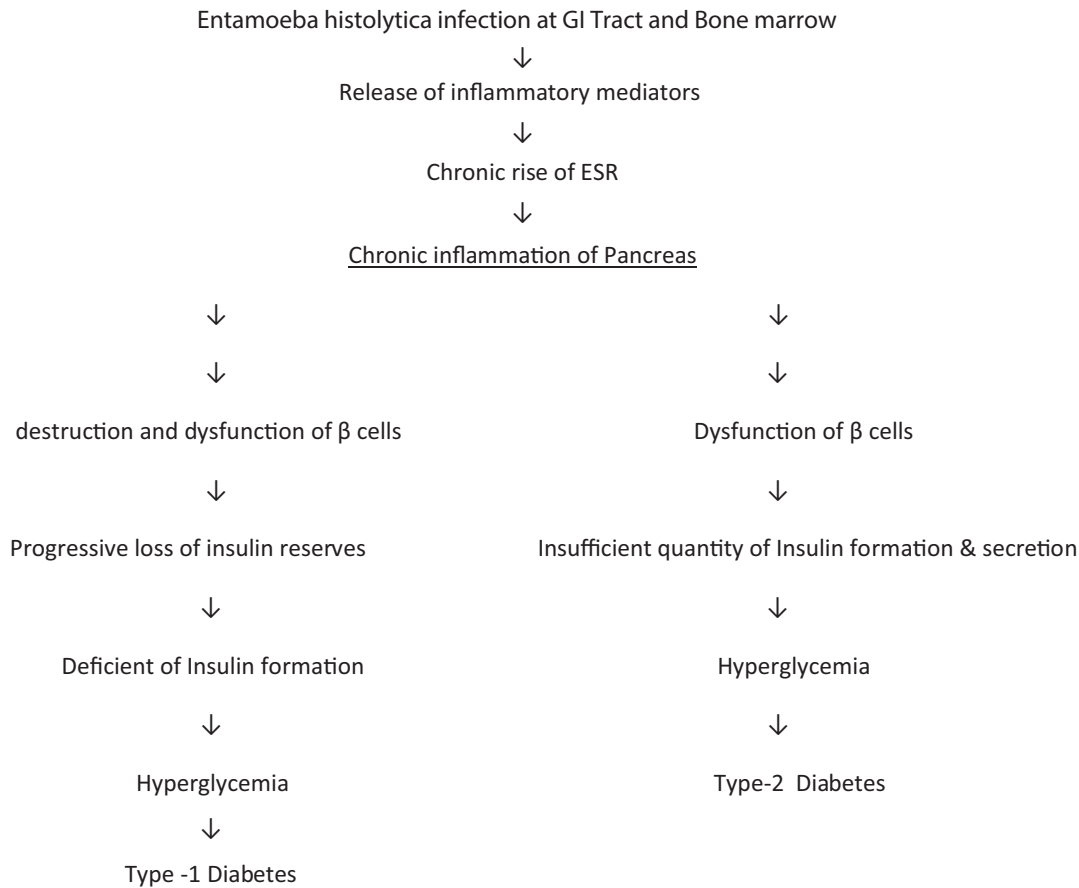 Entamoeba histolytica infection at GI Tract and Bone marrow
↓
Release of inflammatory mediators
↓
Chronic rise of ESR
↓
Chronic inflammation of Pancreas
↓ ↓
↓ ↓
destruction and dysfunction of β cells Dysfunction of β cells
↓ ↓
Progressive loss of insulin reserves Insufficient quantity of Insulin formation & secretion
↓ ↓
Deficient of Insulin formation Hyperglycemia
↓ ↓
Hyperglycemia Type-2 Diabetes
↓
Type -1 Diabetes